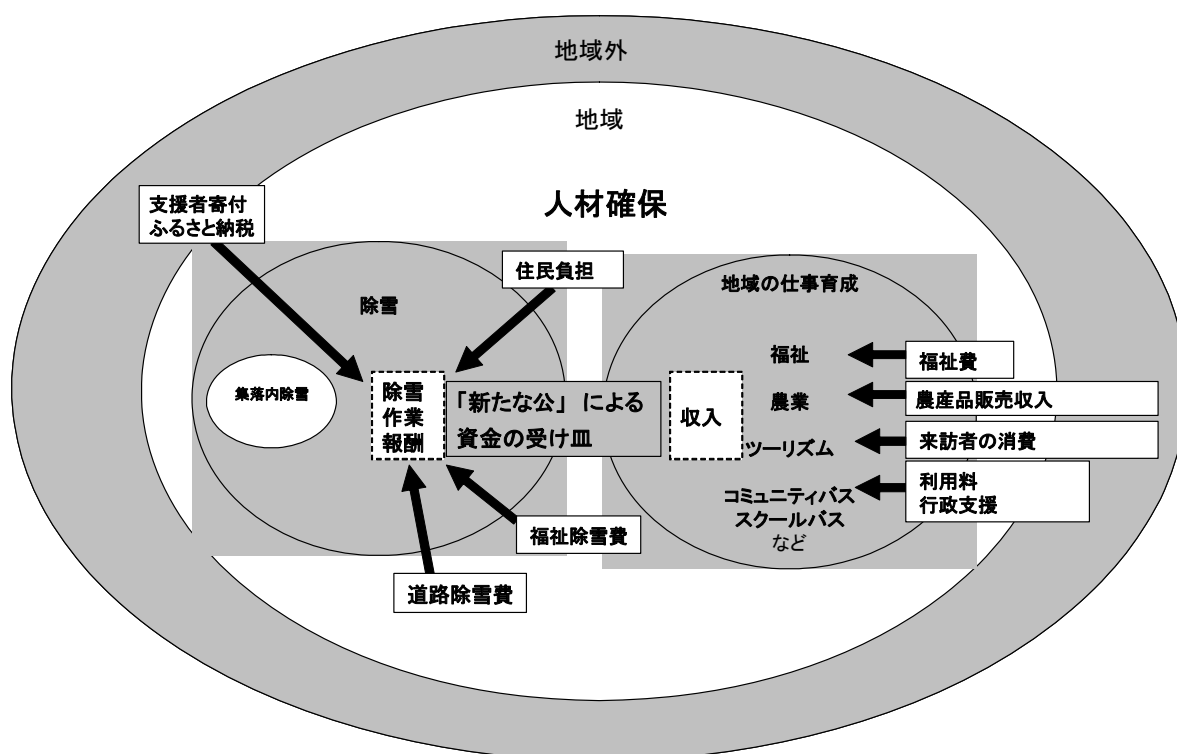 地域外
地域
人材確保
支援者寄付
ふるさと納税
住民負担
除雪
集落内除雪
除雪
作業
報酬
「新たな公」による
資金の受け皿
福祉除雪費
道路除雪費
地域の仕事育成
収入
福祉
農業
ツーリズム
コミュニティバス
スクールバス
など
福祉費
農産品販売収入
来訪者の消費
利用料
行政支援